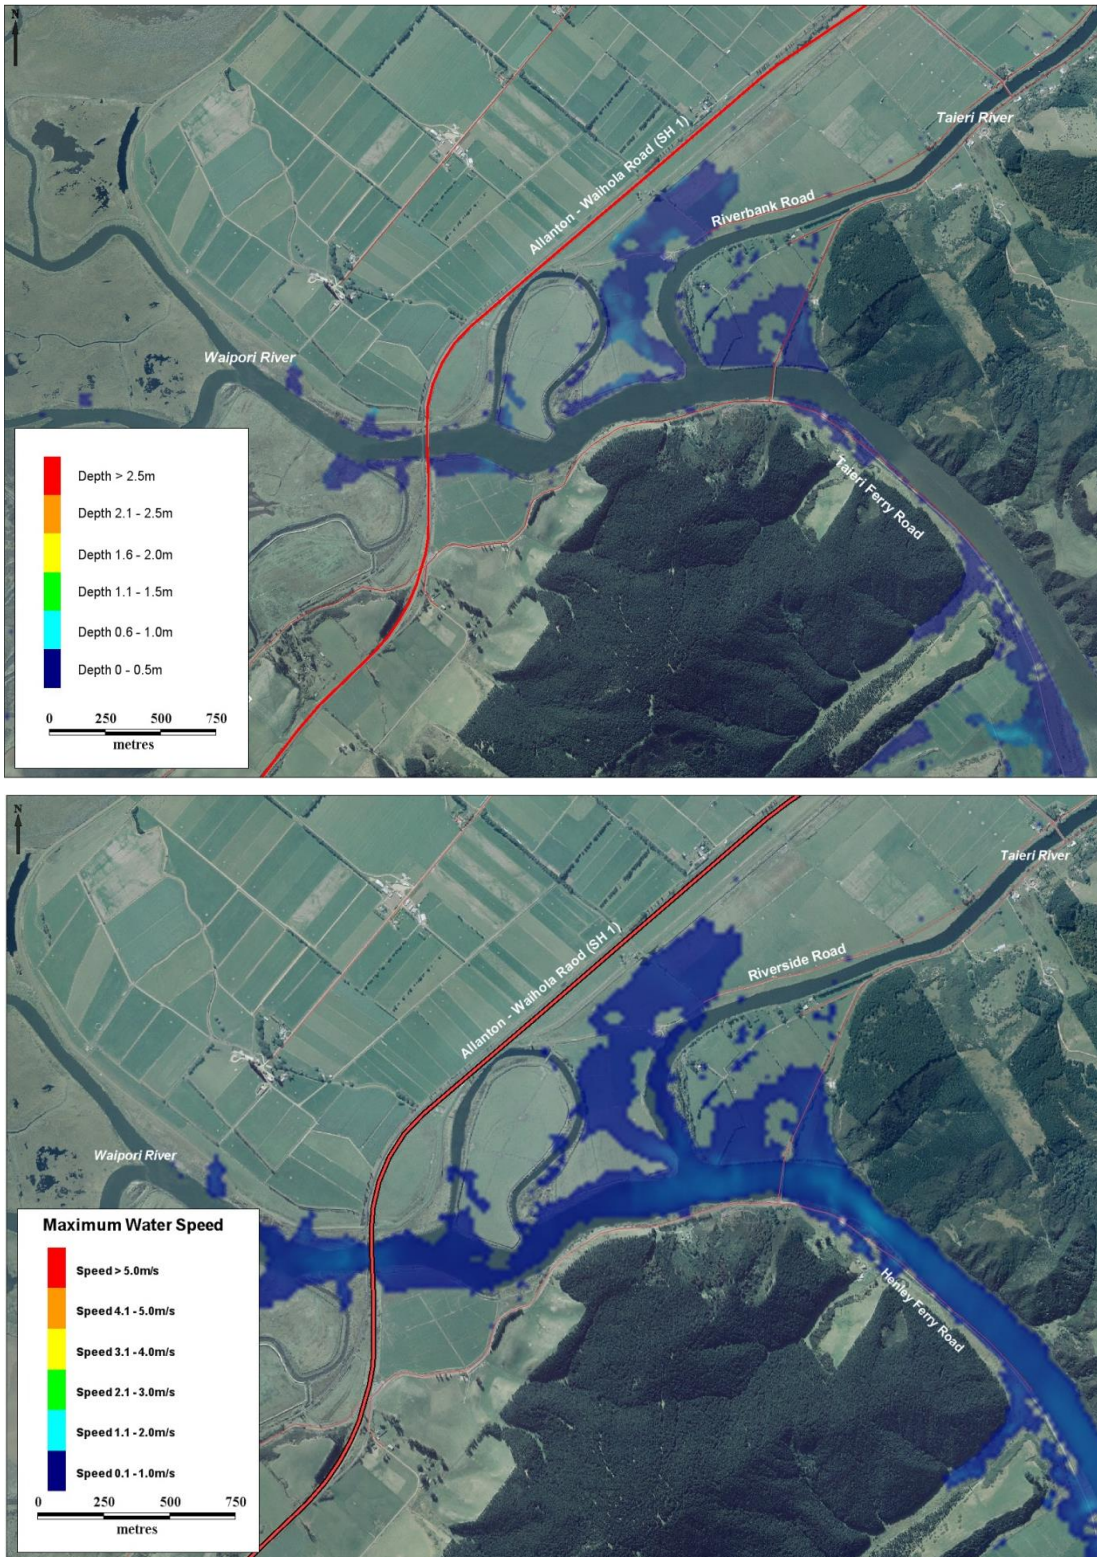 N
Taieri River
Allanton - Waihola Road (SH 1)
Riverbank Road
Waipori River
Taieri Ferry Road
Depth > 2.5m
Depth 2.1 - 2.5m
Depth 1.6 - 2.0m
Depth 1.1 - 1.5m
Depth 0.6 - 1.0m
Depth 0 - 0.5m
0 250 500 750
metres
N
Taieri River
Allanton - Waihola Raod (SH 1)
Riverside Road
Waipori River
Henley Ferry Road
Maximum Water Speed
Speed > 5.0m/s
Speed 4.1 - 5.0m/s
Speed 3.1 - 4.0m/s
Speed 2.1 - 3.0m/s
Speed 1.1 - 2.0m/s
Speed 0.1 - 1.0m/s
0 250 500 750
metres